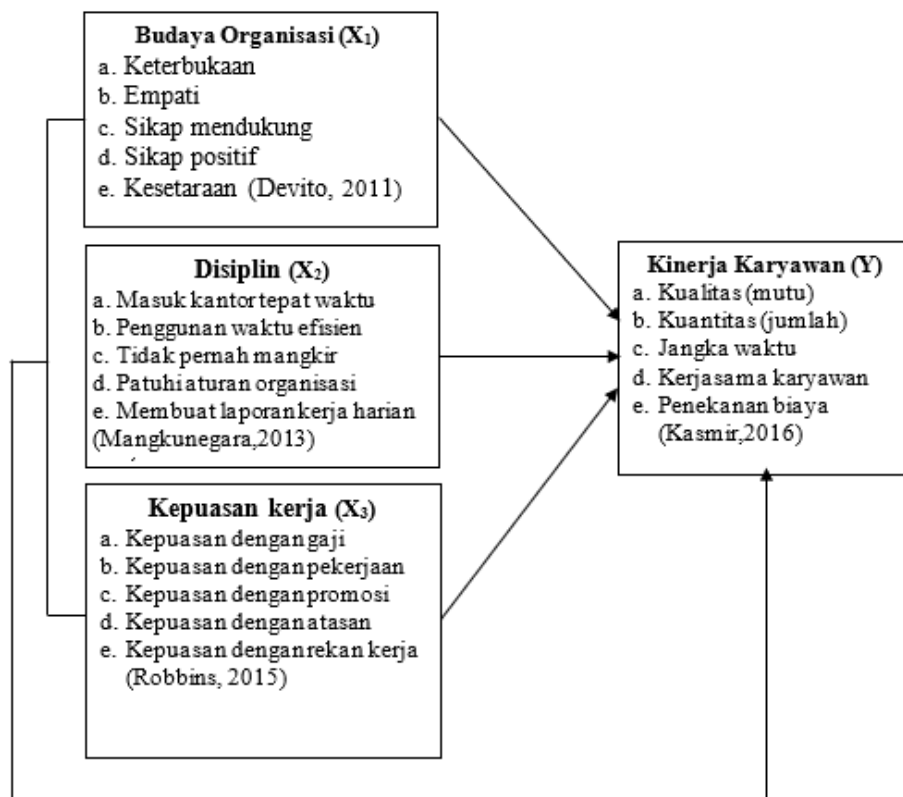 Budaya Organisasi (X₁)
a. Keterbukaan
b. Empati
c. Sikap mendukung
d. Sikap positif
e. Kesetaraan (Devito, 2011)
Disiplin (X₂)
a. Masuk kantor tepat waktu
b. Penggunan waktu efisien
c. Tidak pernah mangkir
d. Patuhi aturan organisasi
e. Membuat laporan kerja harian
(Mangkunegara,2013)
Kepuasan kerja (X₃)
a. Kepuasan dengan gaji
b. Kepuasan dengan pekerjaan
c. Kepuasan dengan promosi
d. Kepuasan dengan atasan
e. Kepuasan dengan rekan kerja
(Robbins, 2015)
Kinerja Karyawan (Y)
a. Kualitas (mutu)
b. Kuantitas (jumlah)
c. Jangka waktu
d. Kerjasama karyawan
e. Penekanan biaya
(Kasmir,2016)